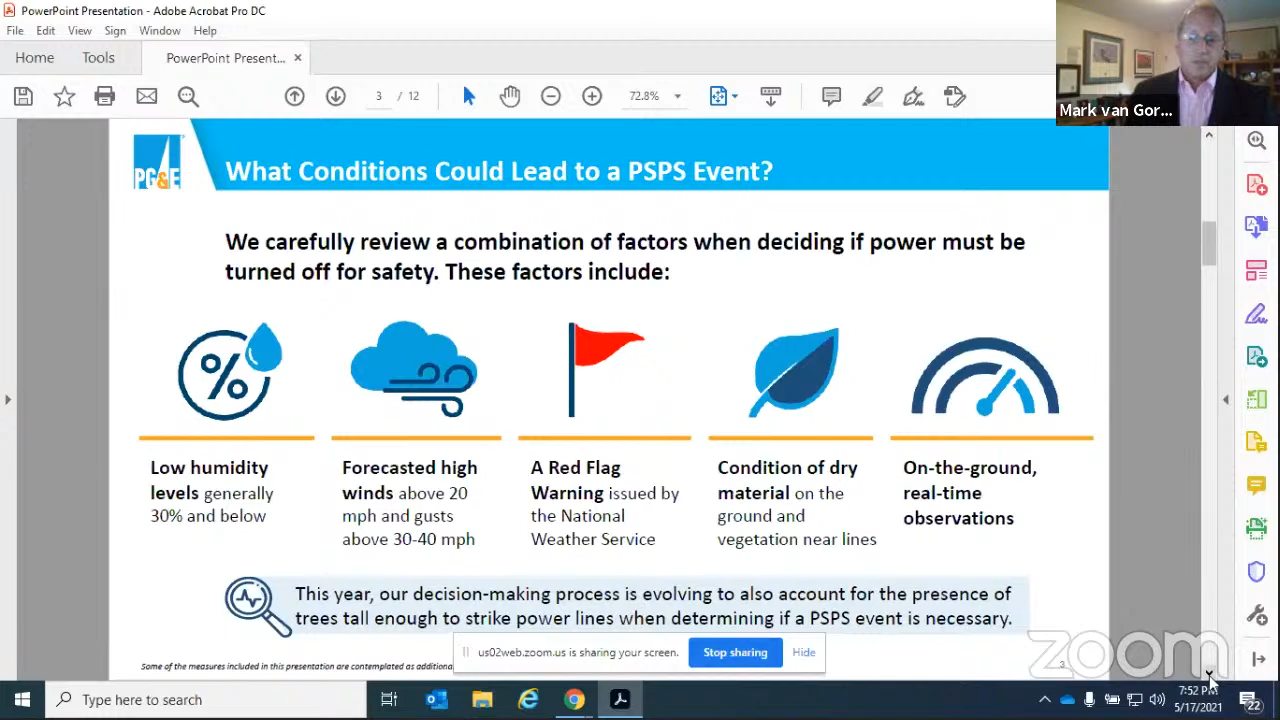 PowerPoint Presentation - Adobe Acrobat Pro DC
File Edit View Sign Window Help
Home Tools PowerPoint Present... ×
3 / 12 72.8%
Mark van Gor...
PG&E
What Conditions Could Lead to a PSPS Event?
We carefully review a combination of factors when deciding if power must be
turned off for safety. These factors include:
%
Low humidity
levels generally
30% and below
Forecasted high
winds above 20
mph and gusts
above 30-40 mph
A Red Flag
Warning issued by
the National
Weather Service
Condition of dry
material on the
ground and
vegetation near lines
On-the-ground,
real-time
observations
This year, our decision-making process is evolving to also account for the presence of
trees tall enough to strike power lines when determining if a PSPS event is necessary.
us02web.zoom.us is sharing your screen. Stop sharing Hide
Some of the measures included in this presentation are contemplated as additional
3
zoom
Type here to search
7:52 PM
5/17/2021
22